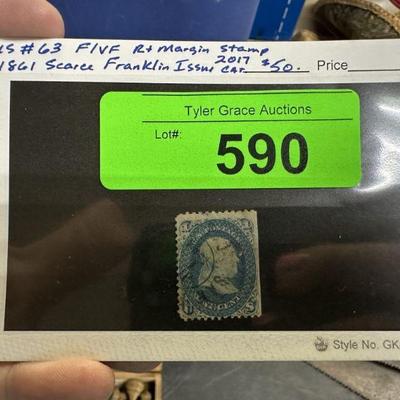 US #63 F/VF Rt Margin Stamp
1861 Scarce Franklin Issue 2017 Cat. $50. Price
Tyler Grace Auctions
Lot#:
590
Style No. GK